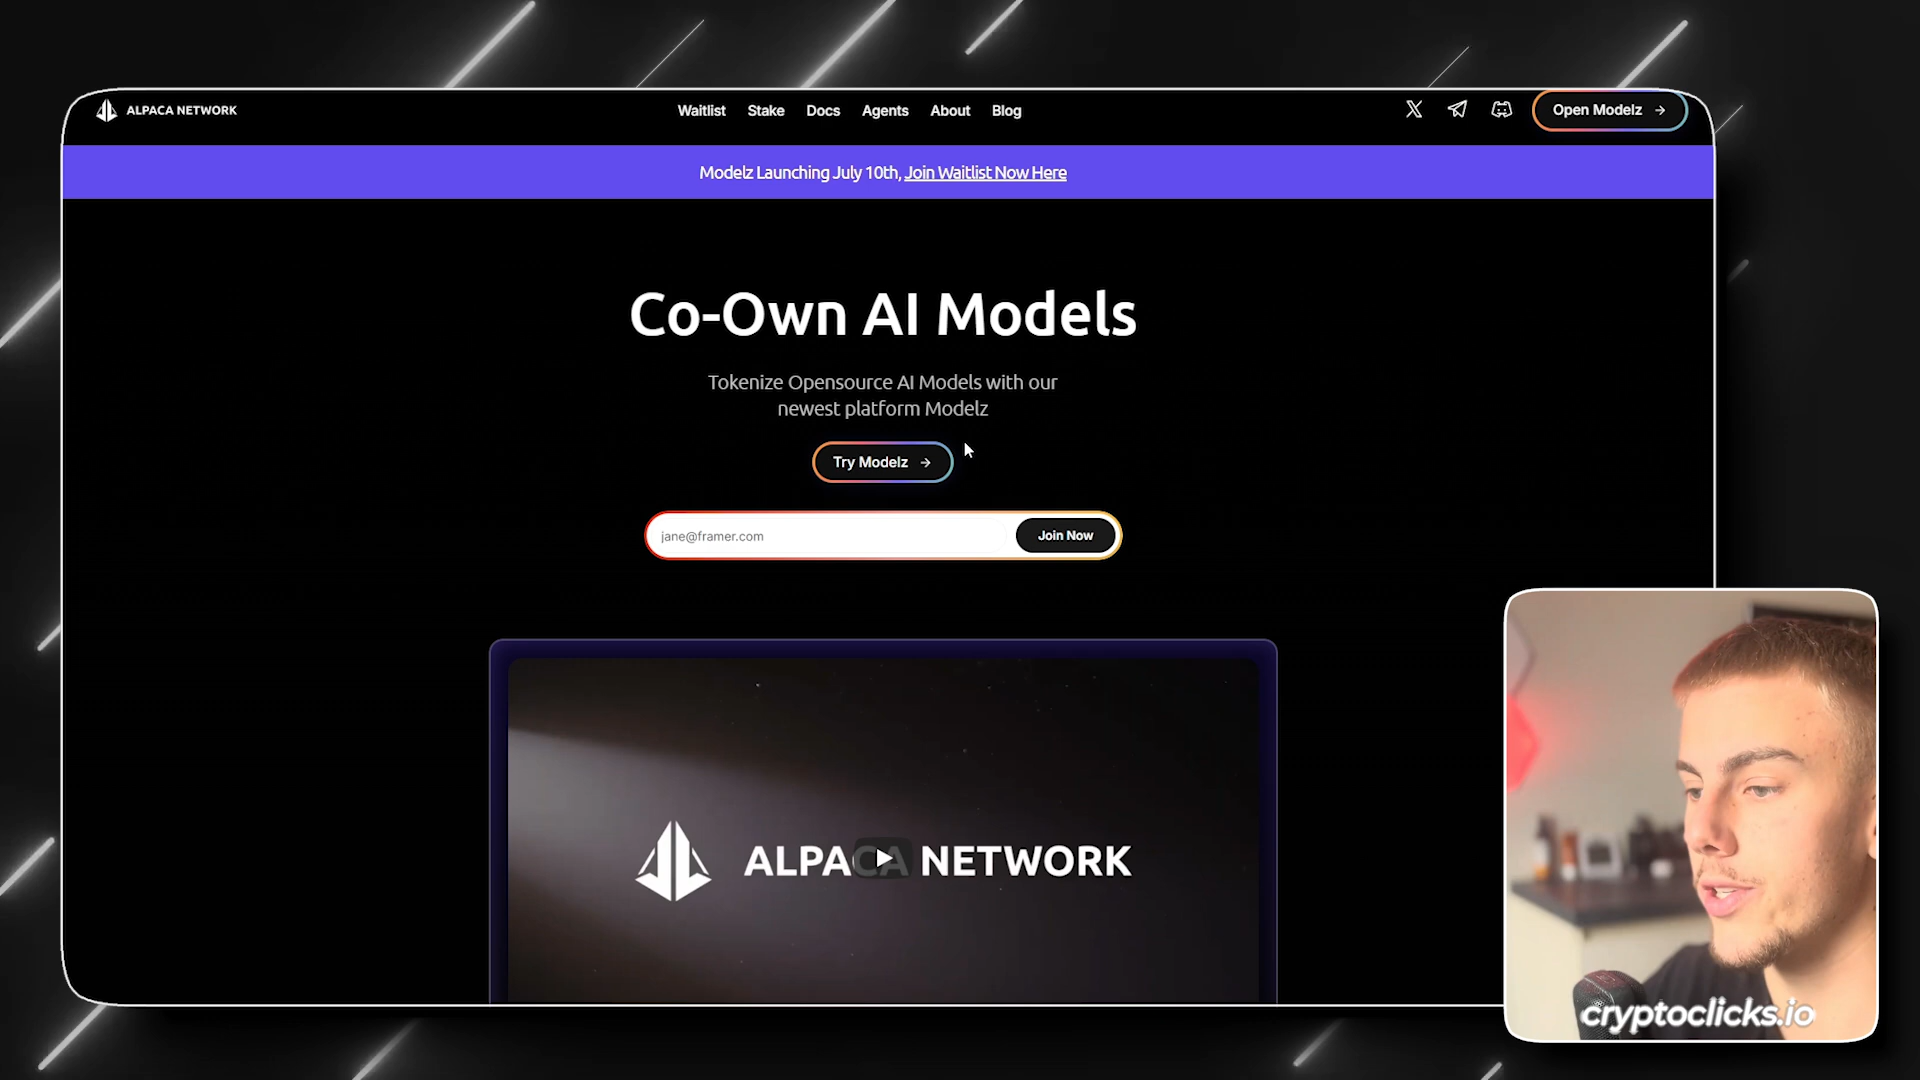 ALPACA NETWORK
Waitlist
Stake
Docs
Agents
About
Blog
Open Modelz
Modelz Launching July 10th, Join Waitlist Now Here
Co-Own AI Models
Tokenize Opensource AI Models with our
newest platform Modelz
Try Modelz
jane@framer.com
Join Now
ALPACA NETWORK
cryptoclicks.io